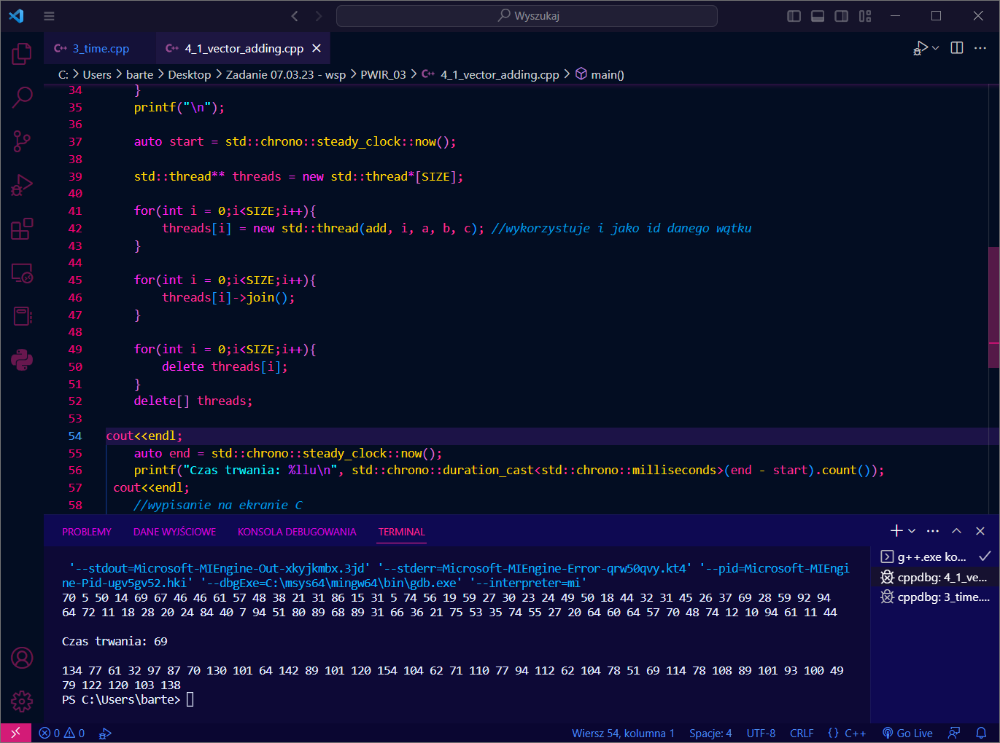 Wyszukaj
C++ 3_time.cpp C++ 4_1_vector_adding.cpp
C: > Users > barte > Desktop > Zadanie 07.03.23 - wsp > PWIR_03 > C++ 4_1_vector_adding.cpp > main()
34 }
35 printf("\n");
36
37 auto start = std::chrono::steady_clock::now();
38
39 std::thread** threads = new std::thread*[SIZE];
40
41 for(int i = 0;i<SIZE;i++){
42 threads[i] = new std::thread(add, i, a, b, c); //wykorzystuje i jako id danego wątku
43 }
44
45 for(int i = 0;i<SIZE;i++){
46 threads[i]->join();
47 }
48
49 for(int i = 0;i<SIZE;i++){
50 delete threads[i];
51 }
52 delete[] threads;
53
54 cout<<endl;
55 auto end = std::chrono::steady_clock::now();
56 printf("Czas trwania: %llu\n", std::chrono::duration_cast<std::chrono::milliseconds>(end - start).count());
57 cout<<endl;
58 //wypisanie na ekranie C
PROBLEMY DANE WYJŚCIOWE KONSOLA DEBUGOWANIA TERMINAL
'--stdout=Microsoft-MIEngine-Out-xkyjkmbx.3jd' '--stderr=Microsoft-MIEngine-Error-qrw50qvy.kt4' '--pid=Microsoft-MIEngi
ne-Pid-ugv5gv52.hki' '--dbgExe=C:\msys64\mingw64\bin\gdb.exe' '--interpreter=mi'
70 5 50 14 69 67 46 46 61 57 48 38 21 31 86 15 31 5 74 56 19 59 27 30 23 24 49 50 18 44 32 31 45 26 37 69 28 59 92 94
64 72 11 18 28 20 24 84 40 7 94 51 80 89 68 89 31 66 36 21 75 53 35 74 55 27 20 64 60 64 57 70 48 74 12 10 94 61 11 44
Czas trwania: 69
134 77 61 32 97 87 70 130 101 64 142 89 101 120 154 104 62 71 110 77 94 112 62 104 78 51 69 114 78 108 89 101 93 100 49
79 122 120 103 138
PS C:\Users\barte>
g++.exe ko...
cppdbg: 4_1_ve...
cppdbg: 3_time....
0 0 Wiersz 54, kolumna 1 Spacje: 4 UTF-8 CRLF {} C++ Go Live